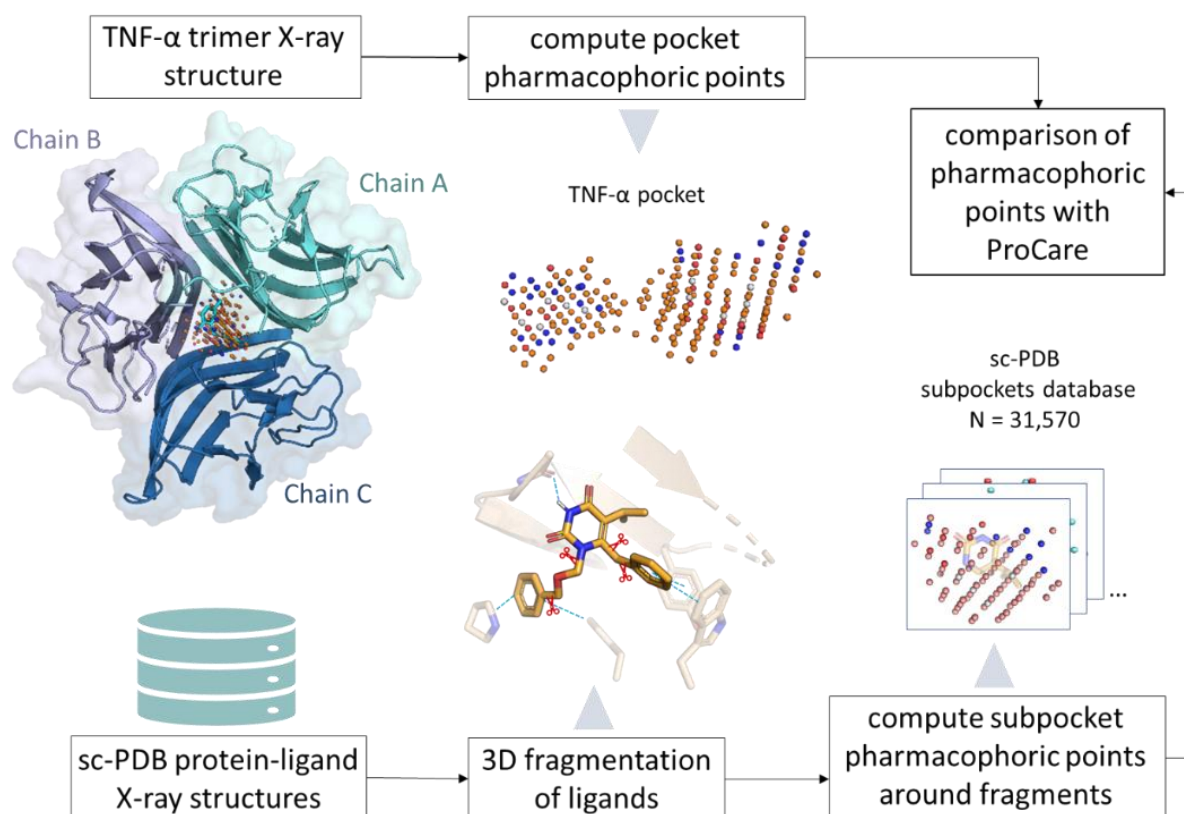 TNF-α trimer X-ray
structure
compute pocket
pharmacophoric points
comparison of
pharmacophoric
points with
ProCare
Chain B
Chain A
Chain C
TNF-α pocket
sc-PDB
subpockets database
N = 31,570
...
sc-PDB protein-ligand
X-ray structures
3D fragmentation
of ligands
compute subpocket
pharmacophoric points
around fragments